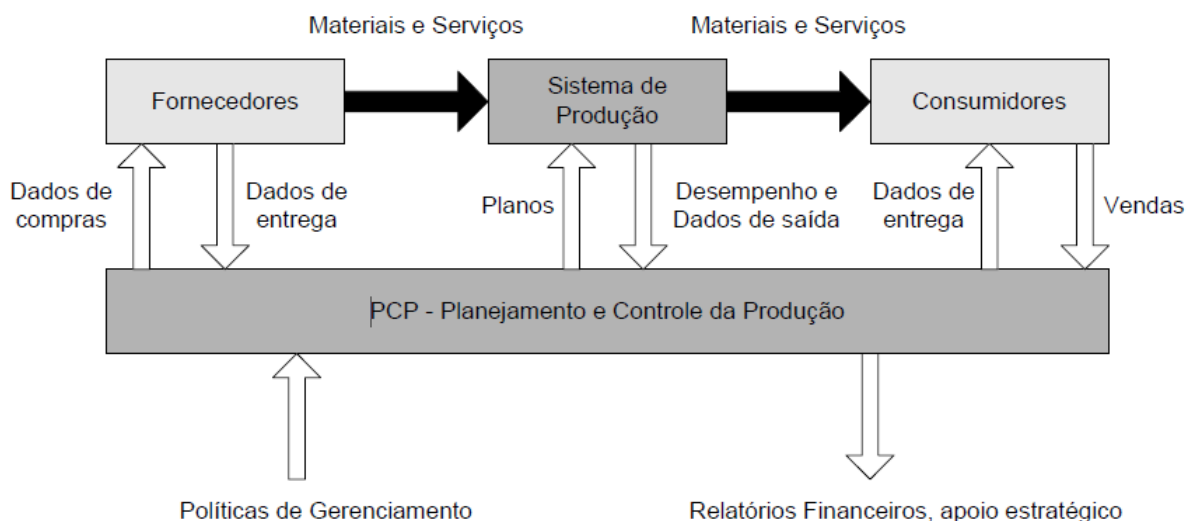 Materiais e Serviços
Materiais e Serviços
Fornecedores
Sistema de
Produção
Consumidores
Dados de
compras
Dados de
entrega
Planos
Desempenho e
Dados de saída
Dados de
entrega
Vendas
PCP - Planejamento e Controle da Produção
Políticas de Gerenciamento
Relatórios Financeiros, apoio estratégico